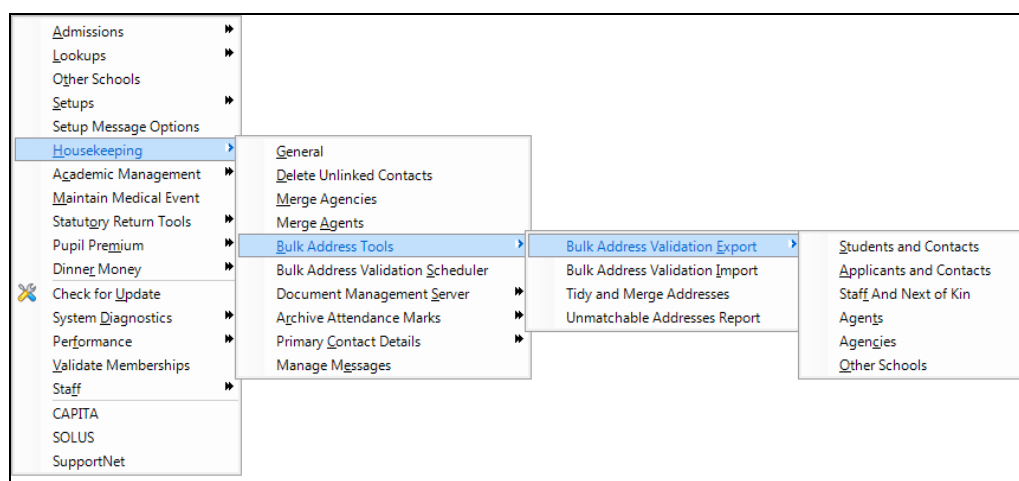 Admissions
Lookups
Other Schools
Setups
Setup Message Options
Housekeeping
Academic Management
Maintain Medical Event
Statutory Return Tools
Pupil Premium
Dinner Money
Check for Update
System Diagnostics
Performance
Validate Memberships
Staff
CAPITA
SOLUS
SupportNet
General
Delete Unlinked Contacts
Merge Agencies
Merge Agents
Bulk Address Tools
Bulk Address Validation Scheduler
Document Management Server
Archive Attendance Marks
Primary Contact Details
Manage Messages
Bulk Address Validation Export
Bulk Address Validation Import
Tidy and Merge Addresses
Unmatchable Addresses Report
Students and Contacts
Applicants and Contacts
Staff And Next of Kin
Agents
Agencies
Other Schools